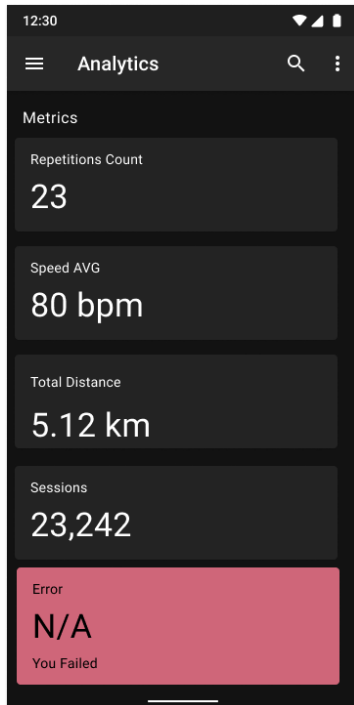 12:30
Analytics
Metrics
Repetitions Count
23
Speed AVG
80 bpm
Total Distance
5.12 km
Sessions
23,242
Error
N/A
You Failed